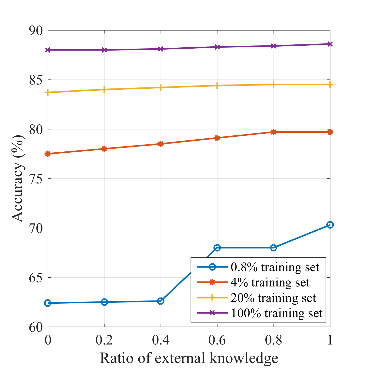 90
85
80
75
70
65
60
Accuracy (%)
0.8% training set
4% training set
20% training set
100% training set
0 0.2 0.4 0.6 0.8 1
Ratio of external knowledge